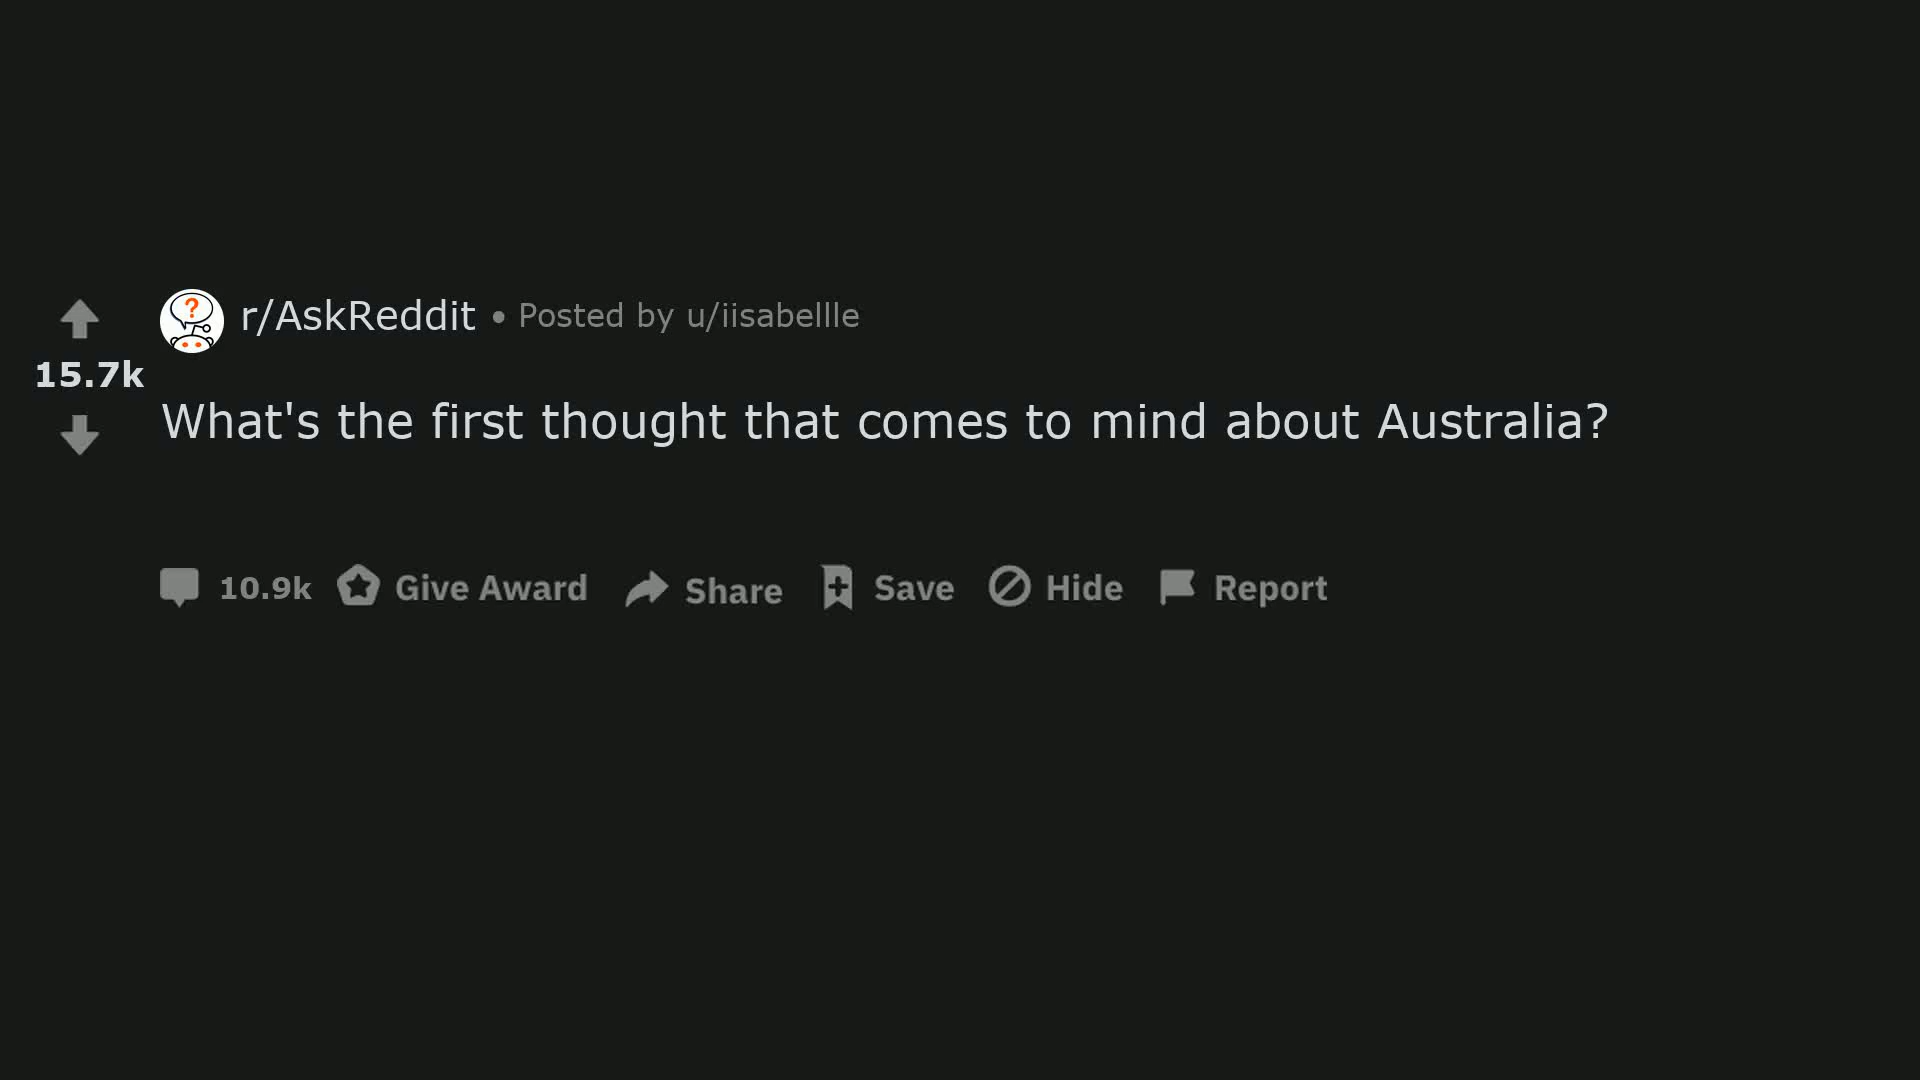 r/AskReddit • Posted by u/iisabellle
15.7k
What's the first thought that comes to mind about Australia?
10.9k Give Award Share Save Hide Report